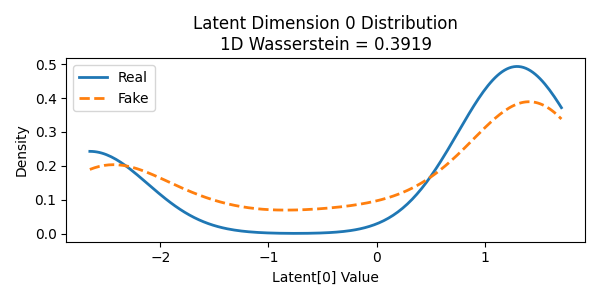 Latent Dimension 0 Distribution
1D Wasserstein = 0.3919
Real
Fake
Density
0.5
0.4
0.3
0.2
0.1
0.0
−2
−1
0
1
Latent[0] Value